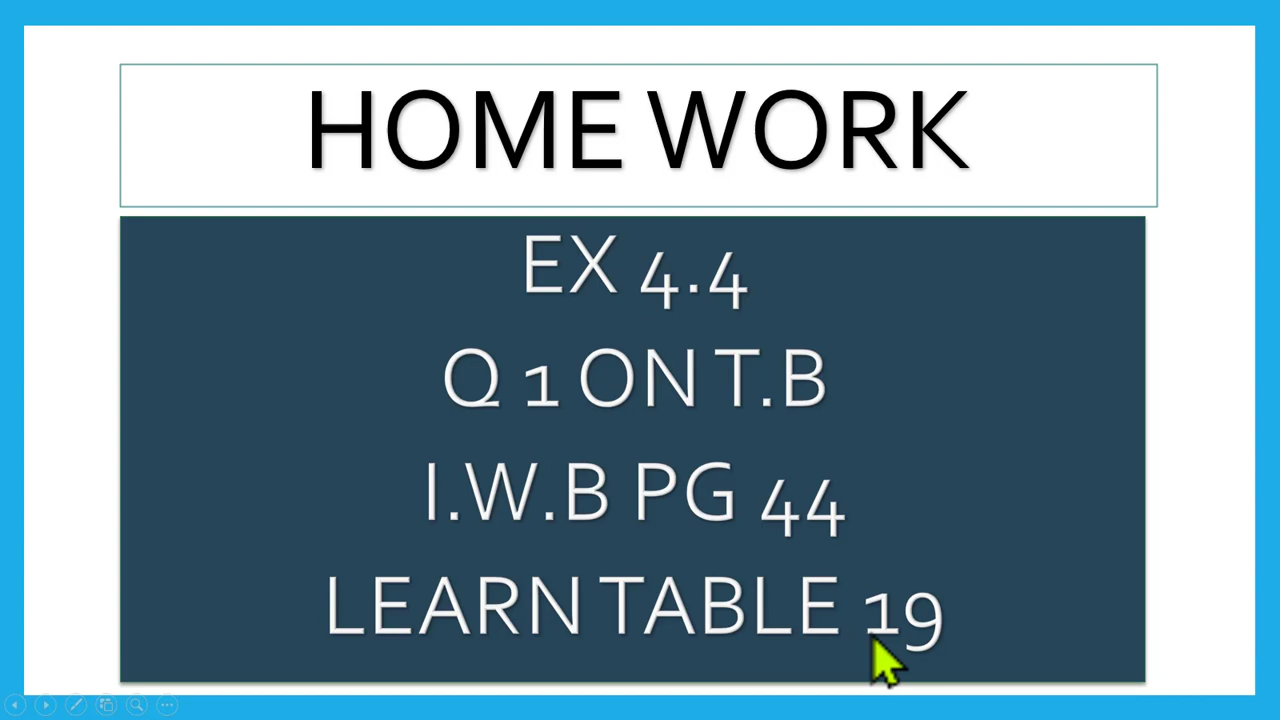 HOME WORK
EX 4.4
Q 1 ON T.B
I.W.B PG 44
LEARN TABLE 19